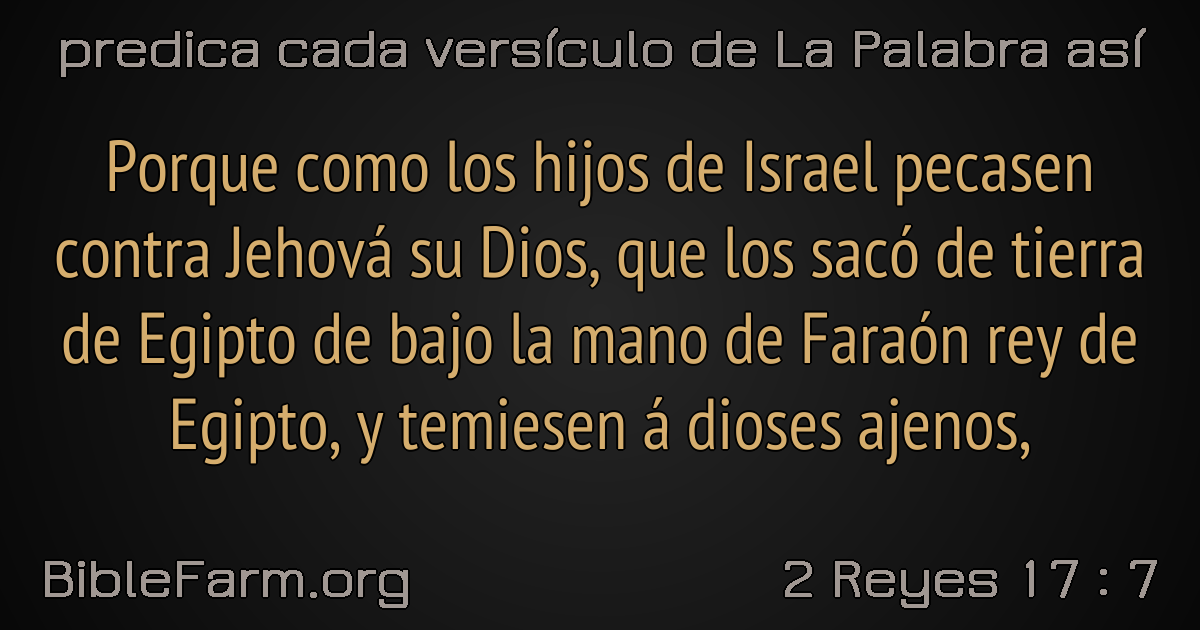 predica cada versículo de La Palabra así
Porque como los hijos de Israel pecasen
contra Jehová su Dios, que los sacó de tierra
de Egipto de bajo la mano de Faraón rey de
Egipto, y temiesen á dioses ajenos,
BibleFarm.org
2 Reyes 17 : 7